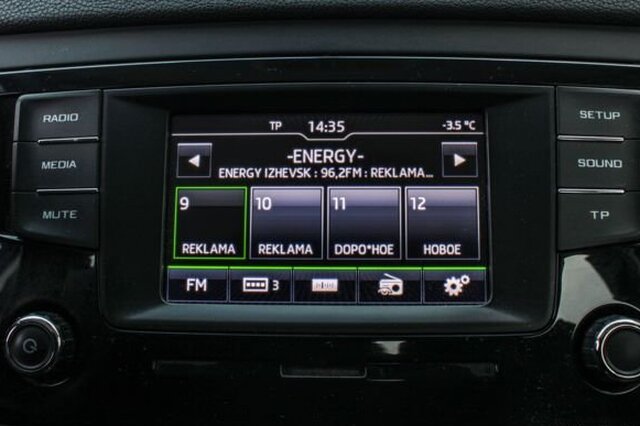 RADIO
MEDIA
MUTE
TP 14:35 -3.5 °C
-ENERGY-
ENERGY IZHEVSK : 96,2FM : REKLAMA...
9 10 11 12
REKLAMA REKLAMA DOPO*HOE HOBOE
FM 3
SETUP
SOUND
TP